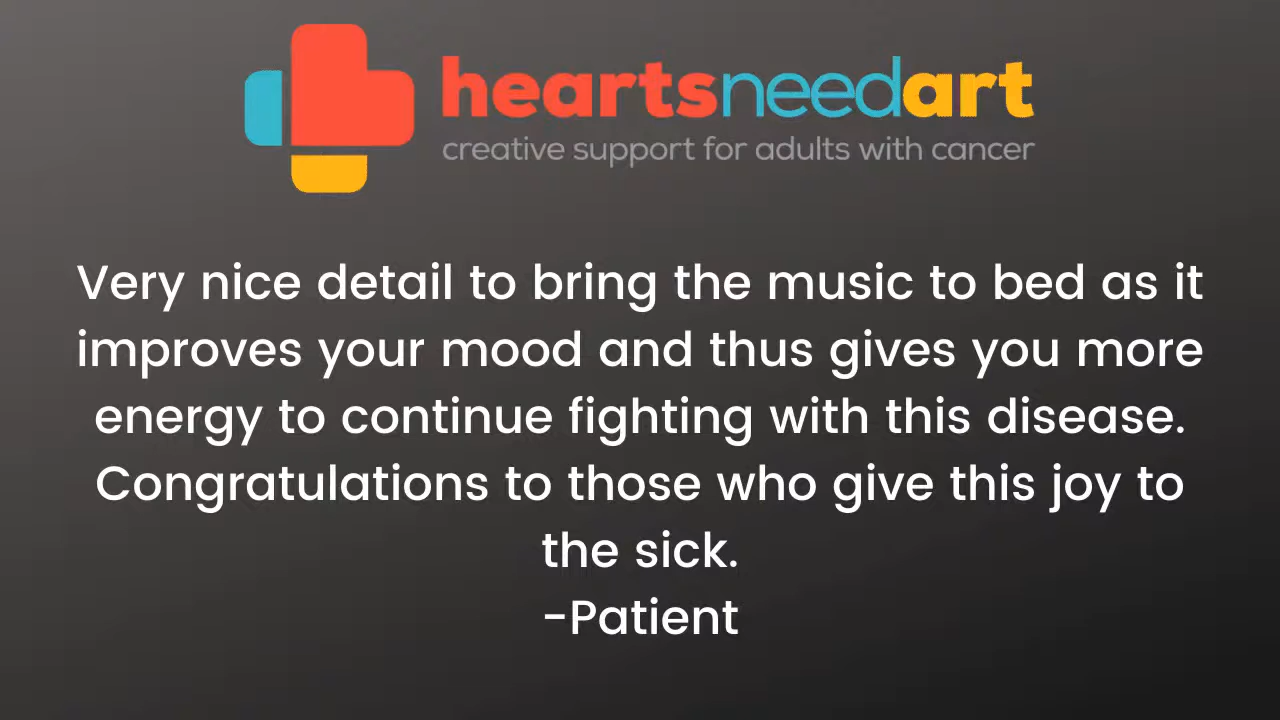 heartsneedart
creative support for adults with cancer
Very nice detail to bring the music to bed as it
improves your mood and thus gives you more
energy to continue fighting with this disease.
Congratulations to those who give this joy to
the sick.
-Patient